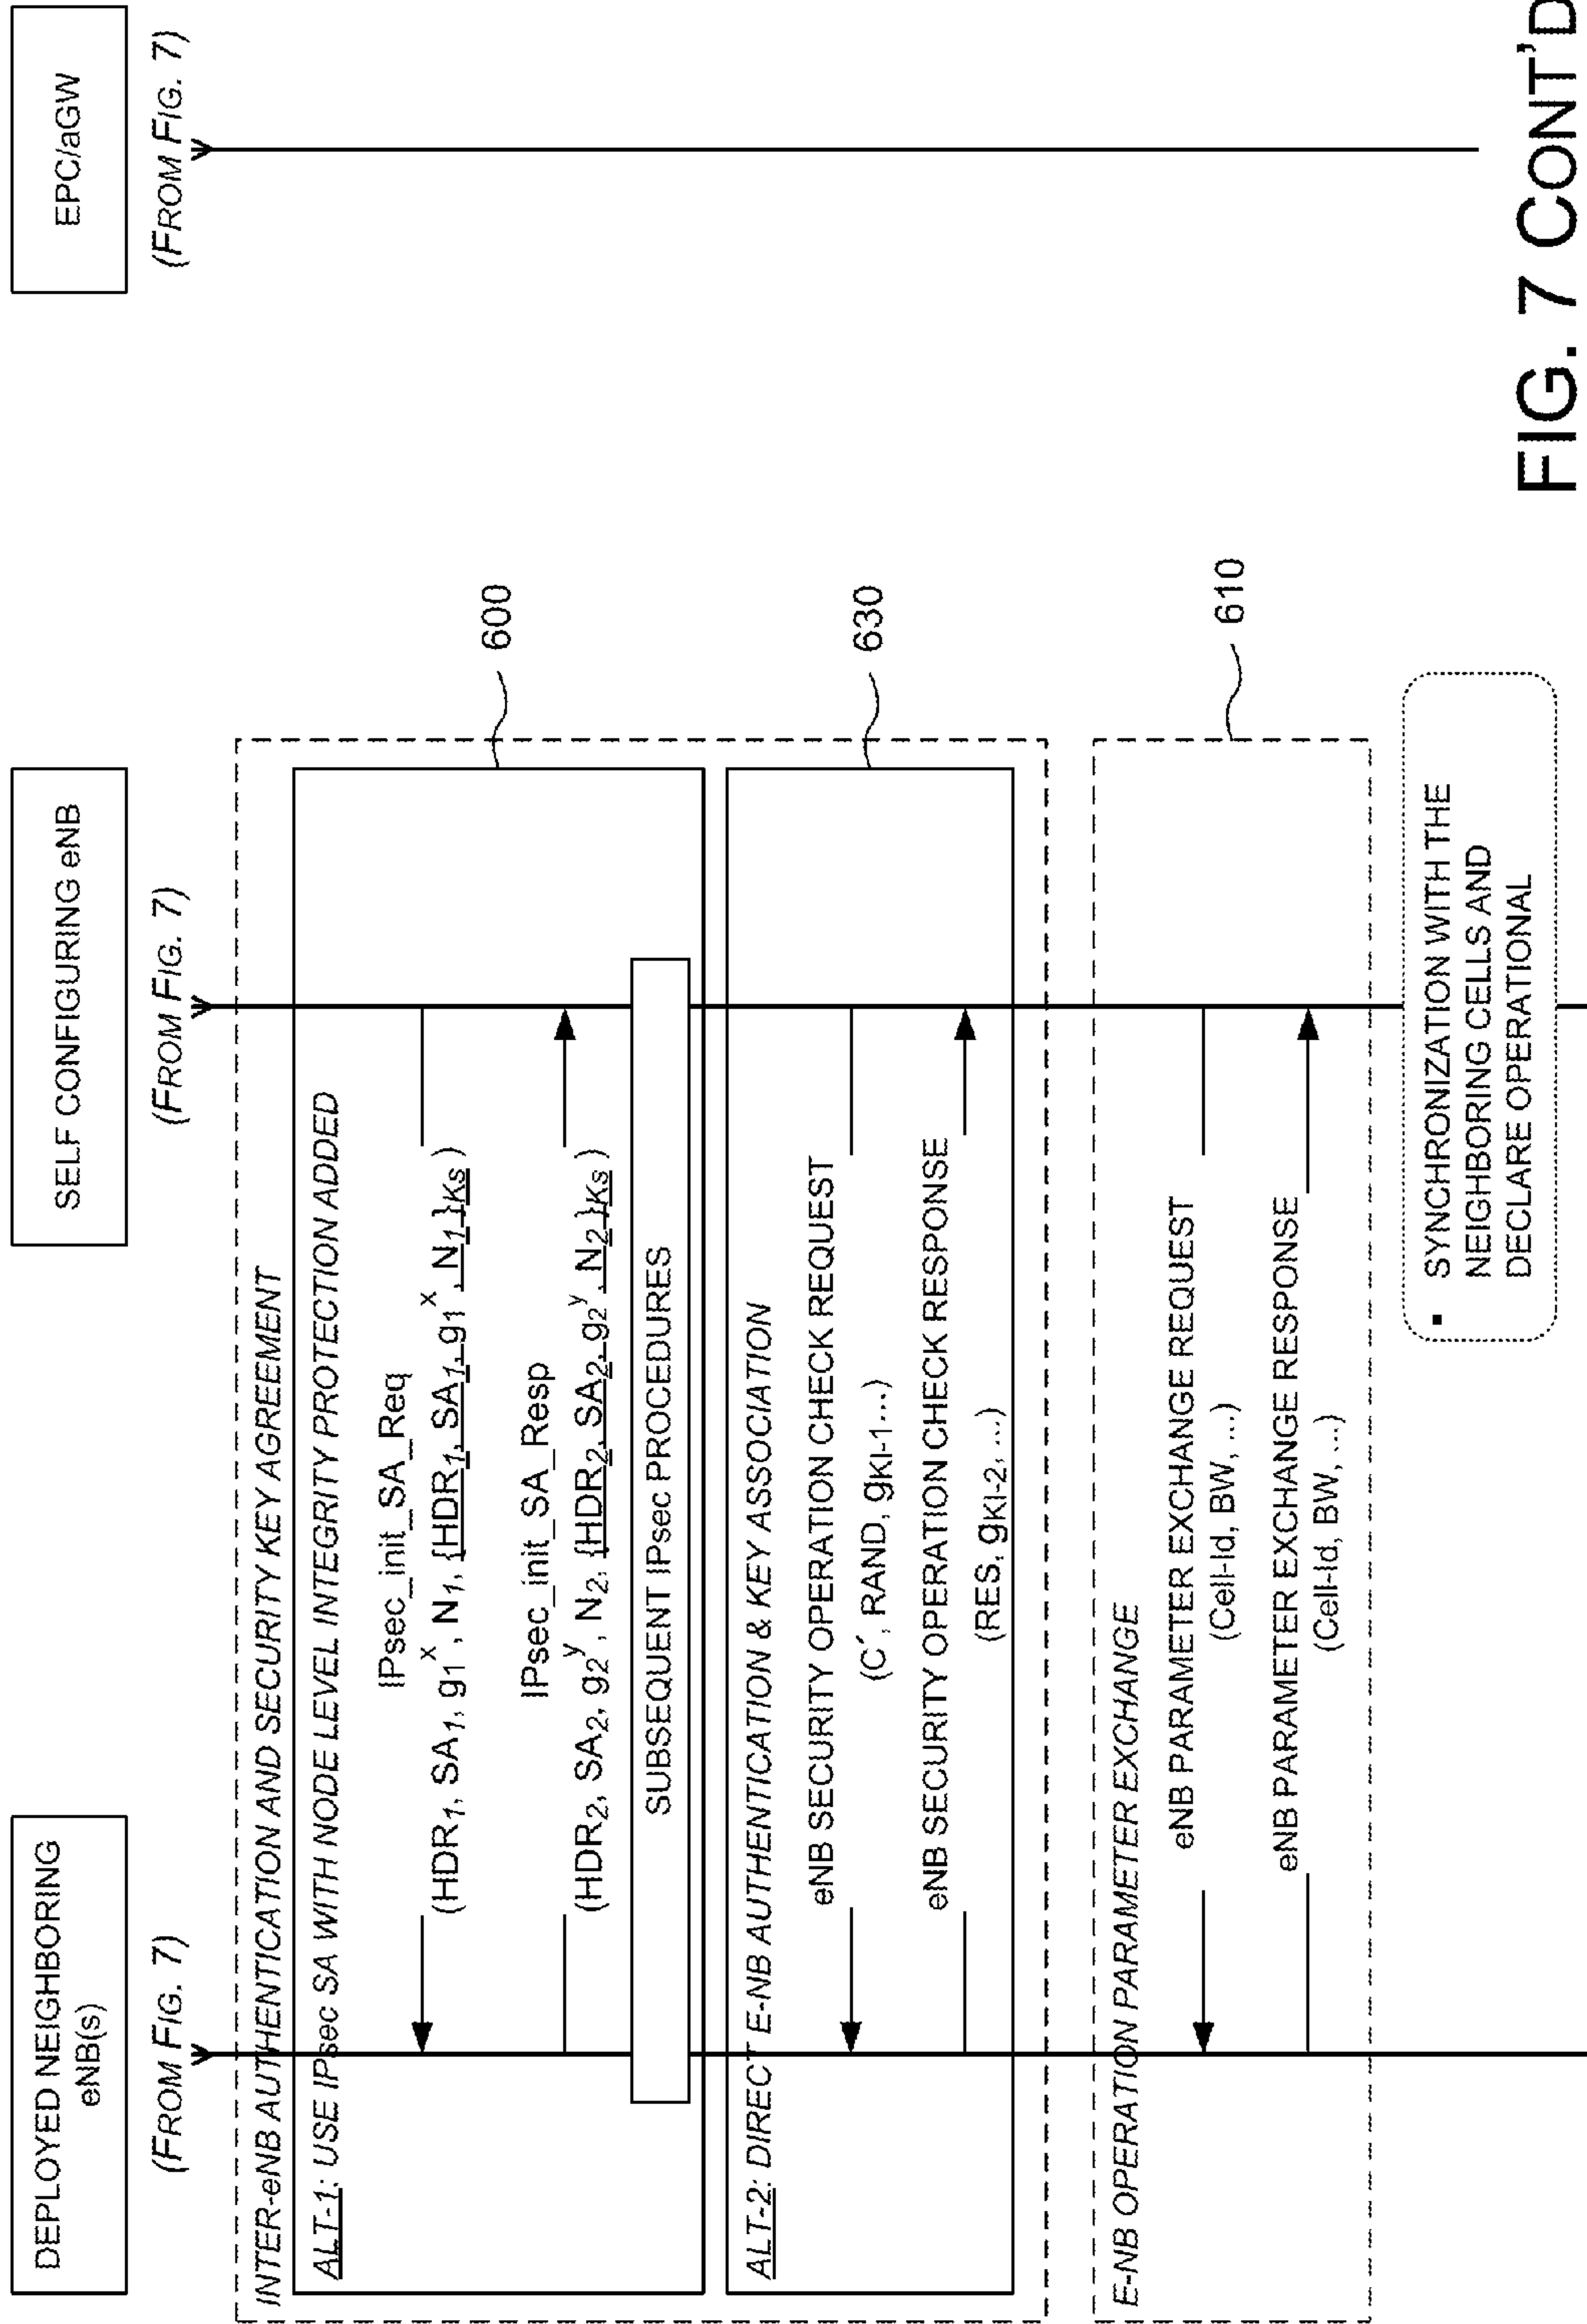 DEPLOYED NEIGHBORING
eNB(s)
SELF CONFIGURING eNB
EPC/aGW
(FROM FIG. 7)
(FROM FIG. 7)
(FROM FIG. 7)
INTER-eNB AUTHENTICATION AND SECURITY KEY AGREEMENT
ALT-1: USE IPsec SA WITH NODE LEVEL INTEGRITY PROTECTION ADDED
IPsec_init_SA_Req
(HDR₁, SA₁, g₁ˣ, N₁, {HDR₁, SA₁, g₁ˣ, N₁}Ks)
IPsec_init_SA_Resp
(HDR₂, SA₂, g₂ʸ, N₂, {HDR₂, SA₂, g₂ʸ, N₂}Ks)
SUBSEQUENT IPsec PROCEDURES
600
ALT-2: DIRECT E-NB AUTHENTICATION & KEY ASSOCIATION
eNB SECURITY OPERATION CHECK REQUEST
(C´, RAND, gKI-1...)
eNB SECURITY OPERATION CHECK RESPONSE
(RES, gKI-2, ...)
630
E-NB OPERATION PARAMETER EXCHANGE
eNB PARAMETER EXCHANGE REQUEST
(Cell-Id, BW, ...)
eNB PARAMETER EXCHANGE RESPONSE
(Cell-Id, BW, ...)
610
▪ SYNCHRONIZATION WITH THE
NEIGHBORING CELLS AND
DECLARE OPERATIONAL
FIG. 7 CONT'D